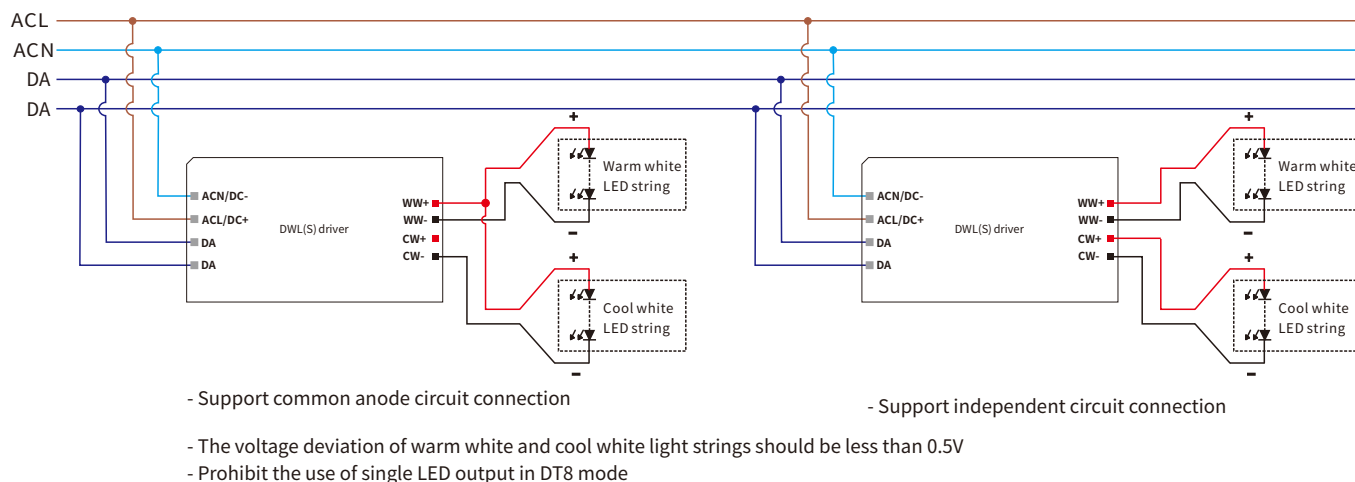 ACL
ACN
DA
DA
+
Warm white
LED string
-
ACN/DC-
ACL/DC+
DA
DA
DWL(S) driver
WW+
WW-
CW+
CW-
+
Cool white
LED string
-
+
Warm white
LED string
-
ACN/DC-
ACL/DC+
DA
DA
DWL(S) driver
WW+
WW-
CW+
CW-
+
Cool white
LED string
-
- Support common anode circuit connection
- Support independent circuit connection
- The voltage deviation of warm white and cool white light strings should be less than 0.5V
- Prohibit the use of single LED output in DT8 mode